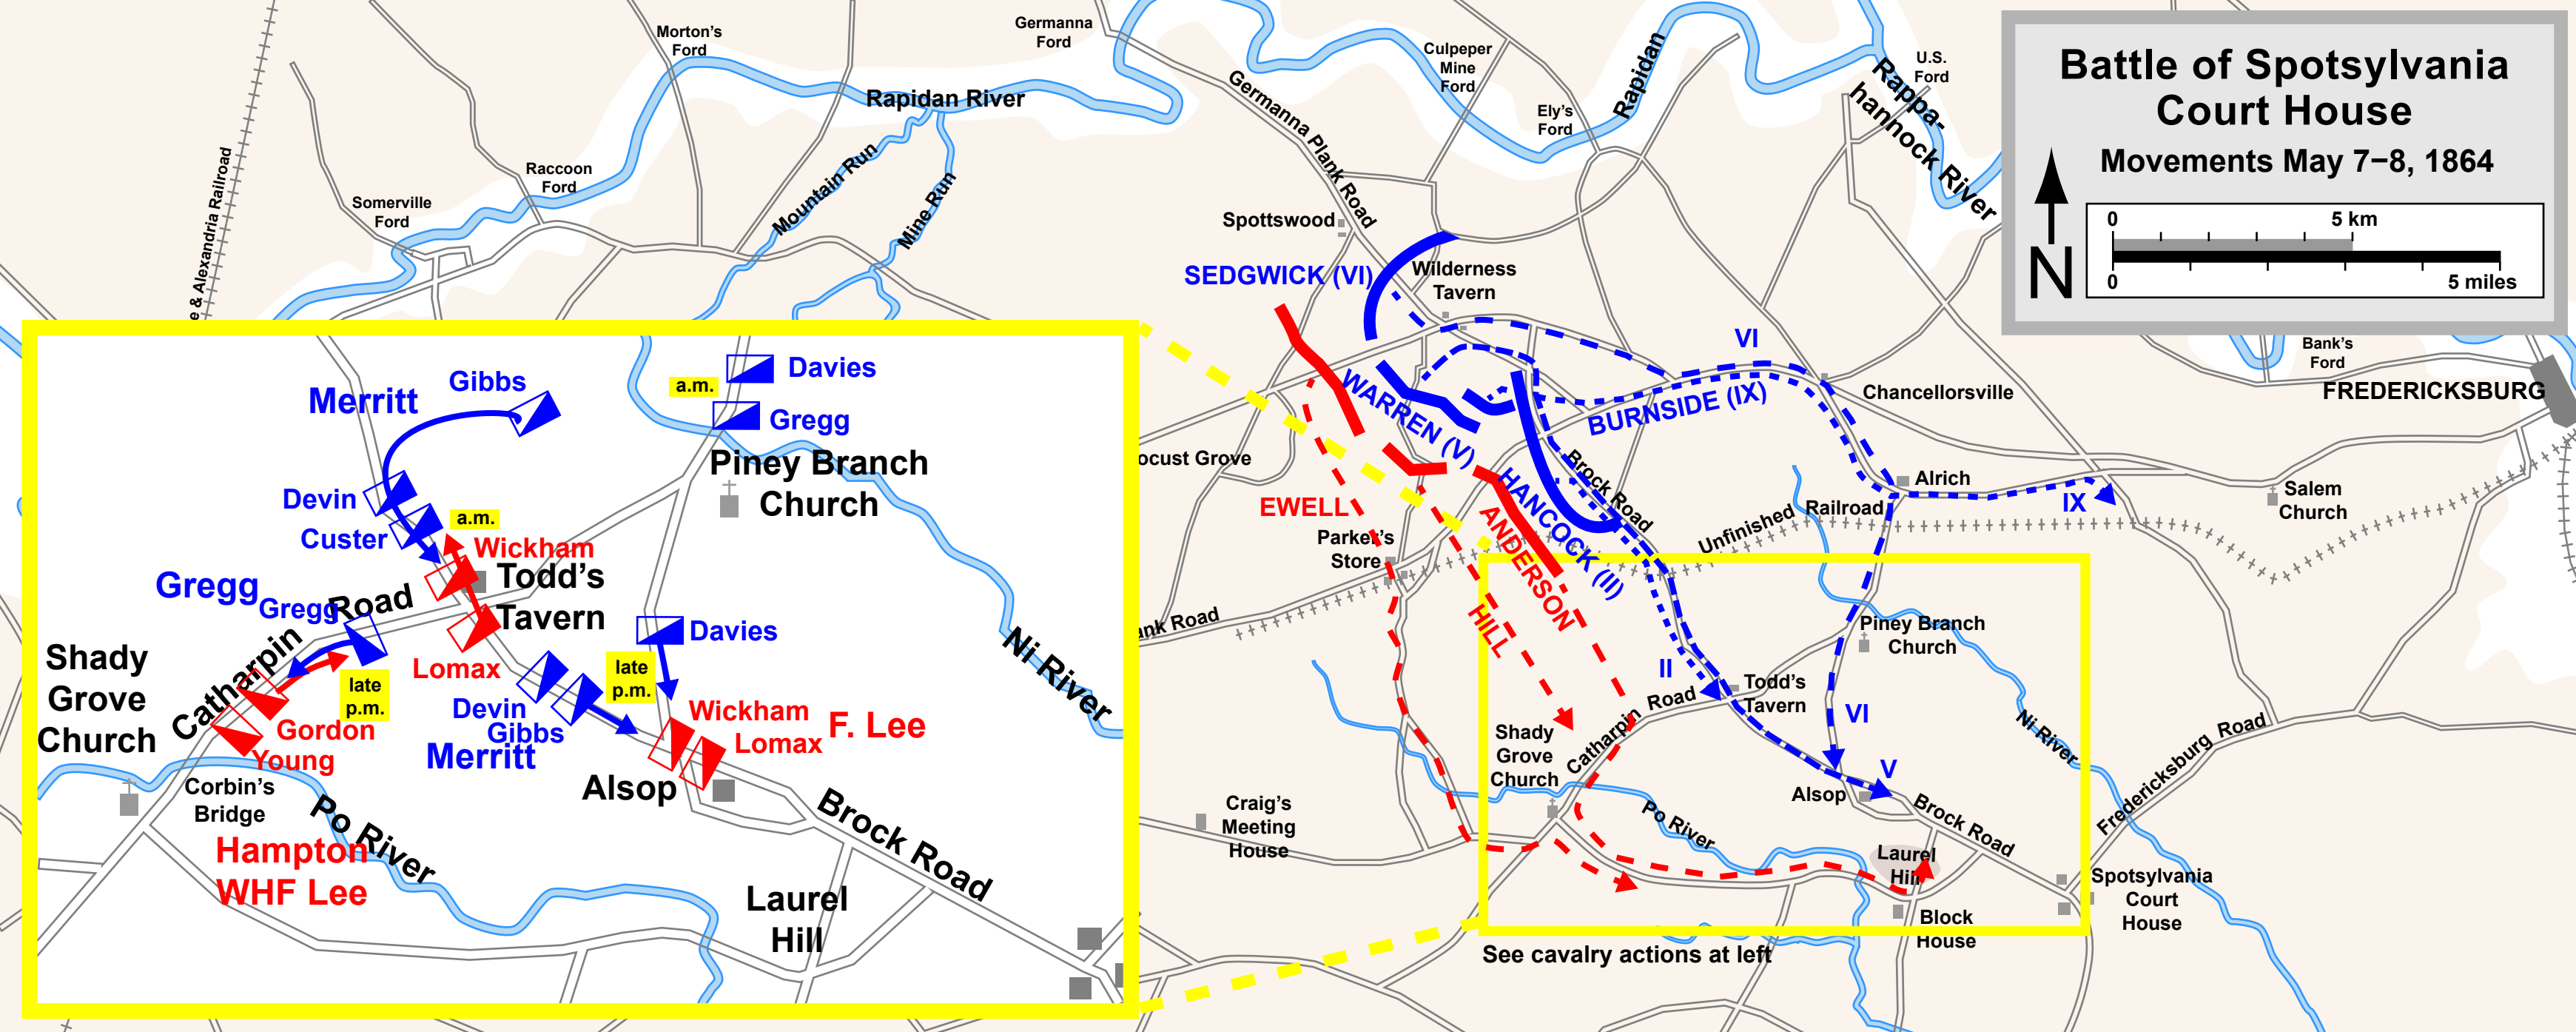 Battle of Spotsylvania
Court House
Movements May 7–8, 1864
N
0
5 km
0
5 miles
Morton's
Ford
Germanna
Ford
Culpeper
Mine
Ford
Rapidan
U.S.
Ford
Rappa-
hannock River
Rapidan River
Germanna Plank Road
Ely's
Ford
e & Alexandria Railroad
Raccoon
Ford
Somerville
Ford
Mountain Run
Mine Run
Spottswood
SEDGWICK (VI)
Wilderness
Tavern
VI
Bank's
Ford
FREDERICKSBURG
Chancellorsville
WARREN (V)
BURNSIDE (IX)
ocust Grove
Brock Road
Alrich
IX
Salem
Church
EWELL
HANCOCK (II)
ANDERSON
Unfinished
Railroad
Parker's
Store
ank Road
HILL
Piney Branch
Church
II
Todd's
Tavern
Road
Catharpin
VI
Shady
Grove
Church
Ni River
Fredericksburg Road
V
Alsop
Craig's
Meeting
House
Po River
Brock Road
Laurel
Hill
Spotsylvania
Court
House
Block
House
See cavalry actions at left
Davies
a.m.
Gregg
Gibbs
Merritt
Piney Branch
Church
Devin
a.m.
Custer
Wickham
Todd's
Tavern
Gregg
Gregg
Road
Catharpin
Lomax
Davies
late
p.m.
Shady
Grove
Church
late
p.m.
Gordon
Young
Devin
Gibbs
Merritt
Wickham
Lomax
F. Lee
Ni River
Corbin's
Bridge
Po River
Alsop
Hampton
WHF Lee
Brock Road
Laurel
Hill